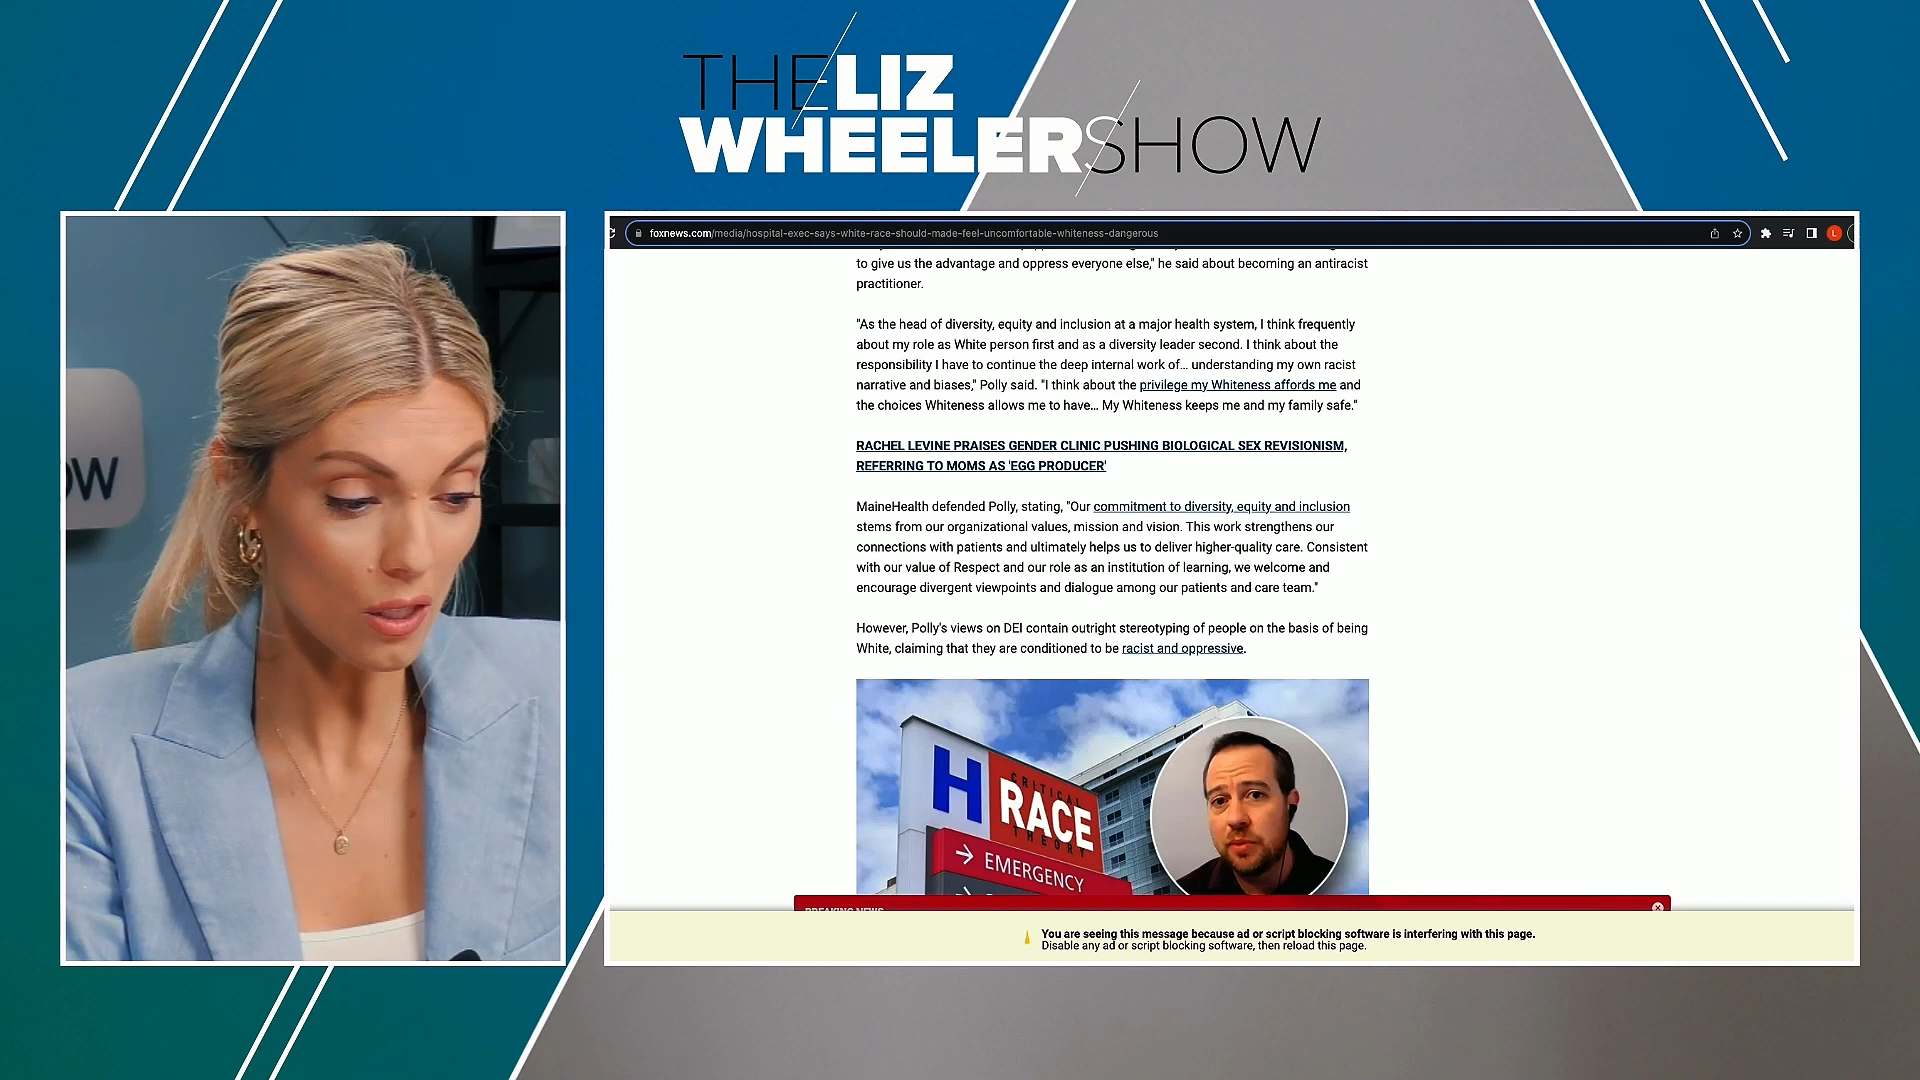 THE LIZ
WHEELER SHOW
OW
foxnews.com/media/hospital-exec-says-white-race-should-made-feel-uncomfortable-whiteness-dangerous
L
to give us the advantage and oppress everyone else," he said about becoming an antiracist
practitioner.
"As the head of diversity, equity and inclusion at a major health system, I think frequently
about my role as White person first and as a diversity leader second. I think about the
responsibility I have to continue the deep internal work of... understanding my own racist
narrative and biases," Polly said. "I think about the privilege my Whiteness affords me and
the choices Whiteness allows me to have... My Whiteness keeps me and my family safe."
RACHEL LEVINE PRAISES GENDER CLINIC PUSHING BIOLOGICAL SEX REVISIONISM,
REFERRING TO MOMS AS 'EGG PRODUCER'
MaineHealth defended Polly, stating, "Our commitment to diversity, equity and inclusion
stems from our organizational values, mission and vision. This work strengthens our
connections with patients and ultimately helps us to deliver higher-quality care. Consistent
with our value of Respect and our role as an institution of learning, we welcome and
encourage divergent viewpoints and dialogue among our patients and care team."
However, Polly's views on DEI contain outright stereotyping of people on the basis of being
White, claiming that they are conditioned to be racist and oppressive.
H
CRITICAL
RACE
THEORY
EMERGENCY
BREAKING NEWS
You are seeing this message because ad or script blocking software is interfering with this page.
Disable any ad or script blocking software, then reload this page.